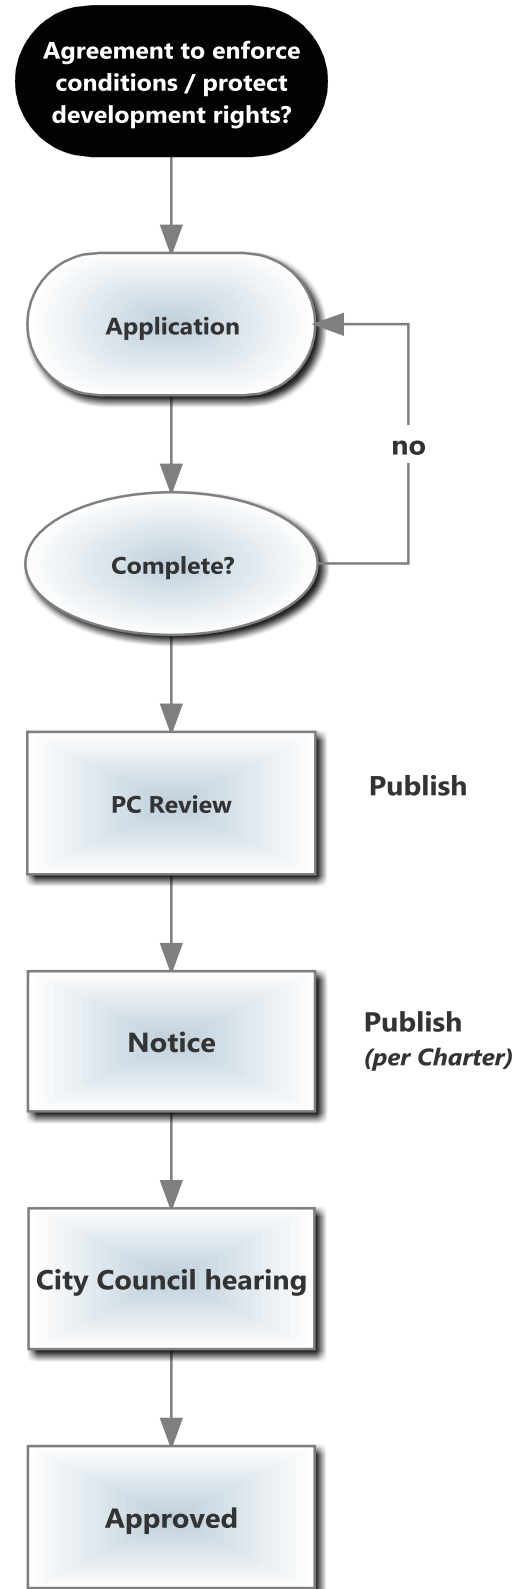 Agreement to enforce
conditions / protect
development rights?
Application
no
Complete?
PC Review
Publish
Notice
Publish
(per Charter)
City Council hearing
Approved